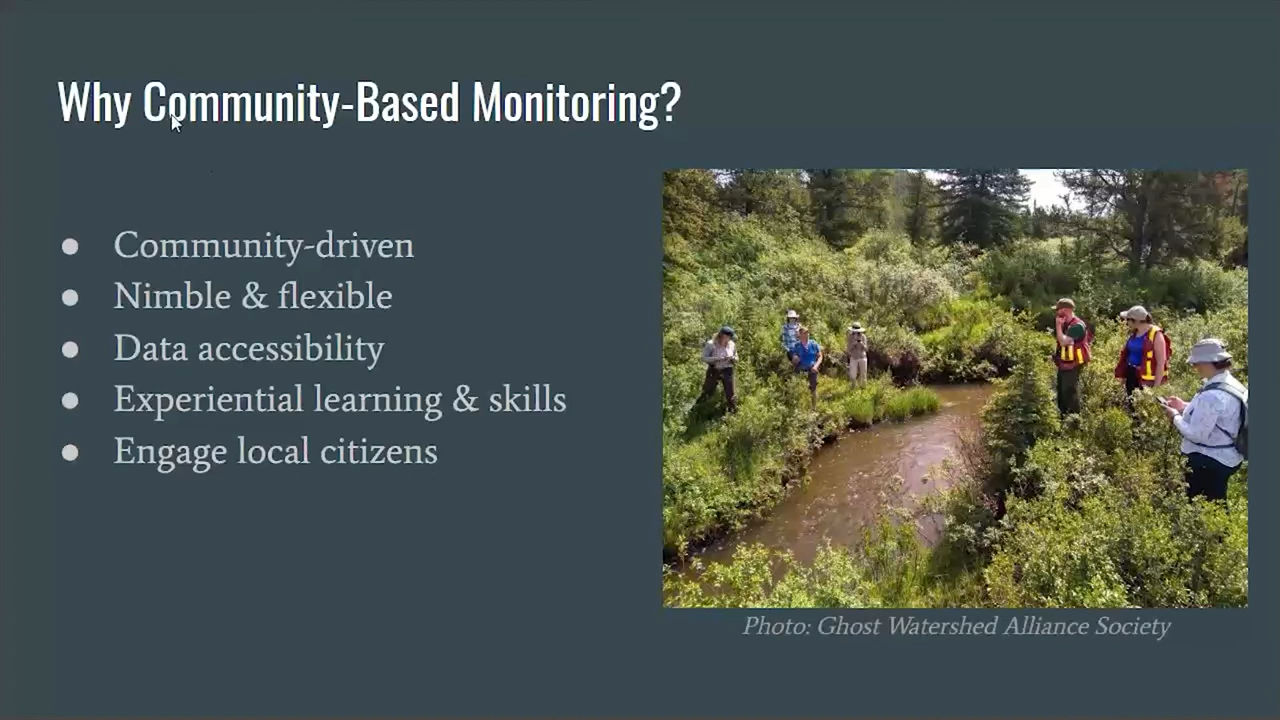 Why Community-Based Monitoring?
● Community-driven
● Nimble & flexible
● Data accessibility
● Experiential learning & skills
● Engage local citizens
Photo: Ghost Watershed Alliance Society